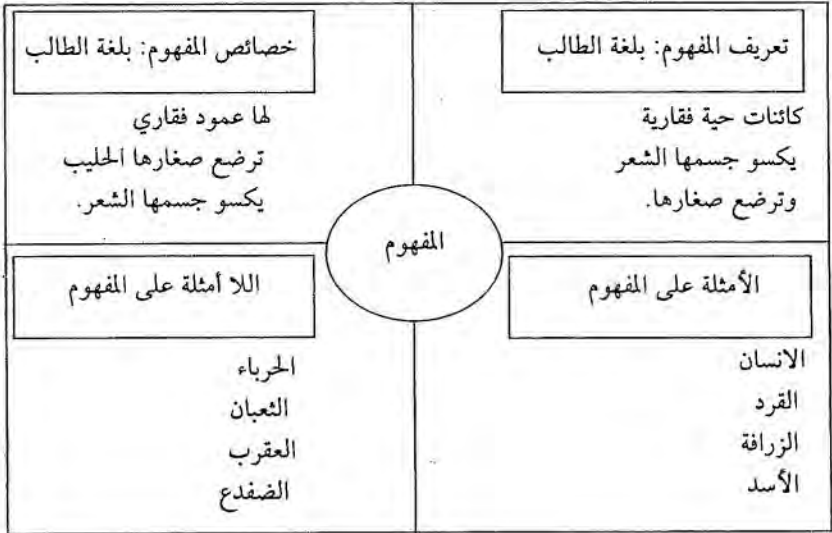 تعريف المفهوم: بلغة الطالب
كائنات حية فقارية
يكسو جسمها الشعر
وترضع صغارها.
خصائص المفهوم: بلغة الطالب
لها عمود فقاري
ترضع صغارها الحليب
يكسو جسمها الشعر.
المفهوم
الأمثلة على المفهوم
الانسان
القرد
الزرافة
الأسد
اللا أمثلة على المفهوم
الحرباء
الثعبان
العقرب
الضفدع